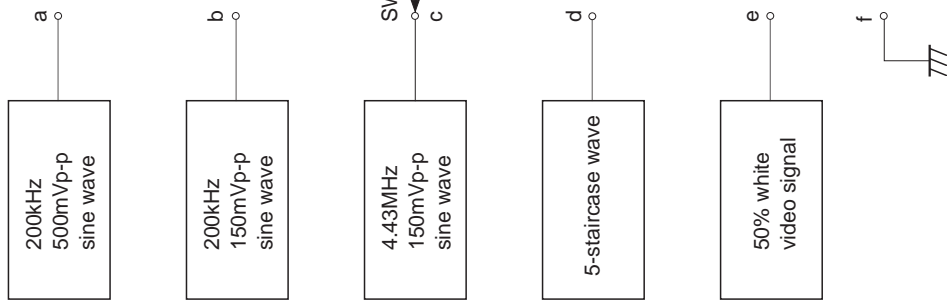 a
200kHz
500mVp-p
sine wave
b
200kHz
150mVp-p
sine wave
c
4.43MHz
150mVp-p
sine wave
d
5-staircase wave
e
50% white
video signal
f